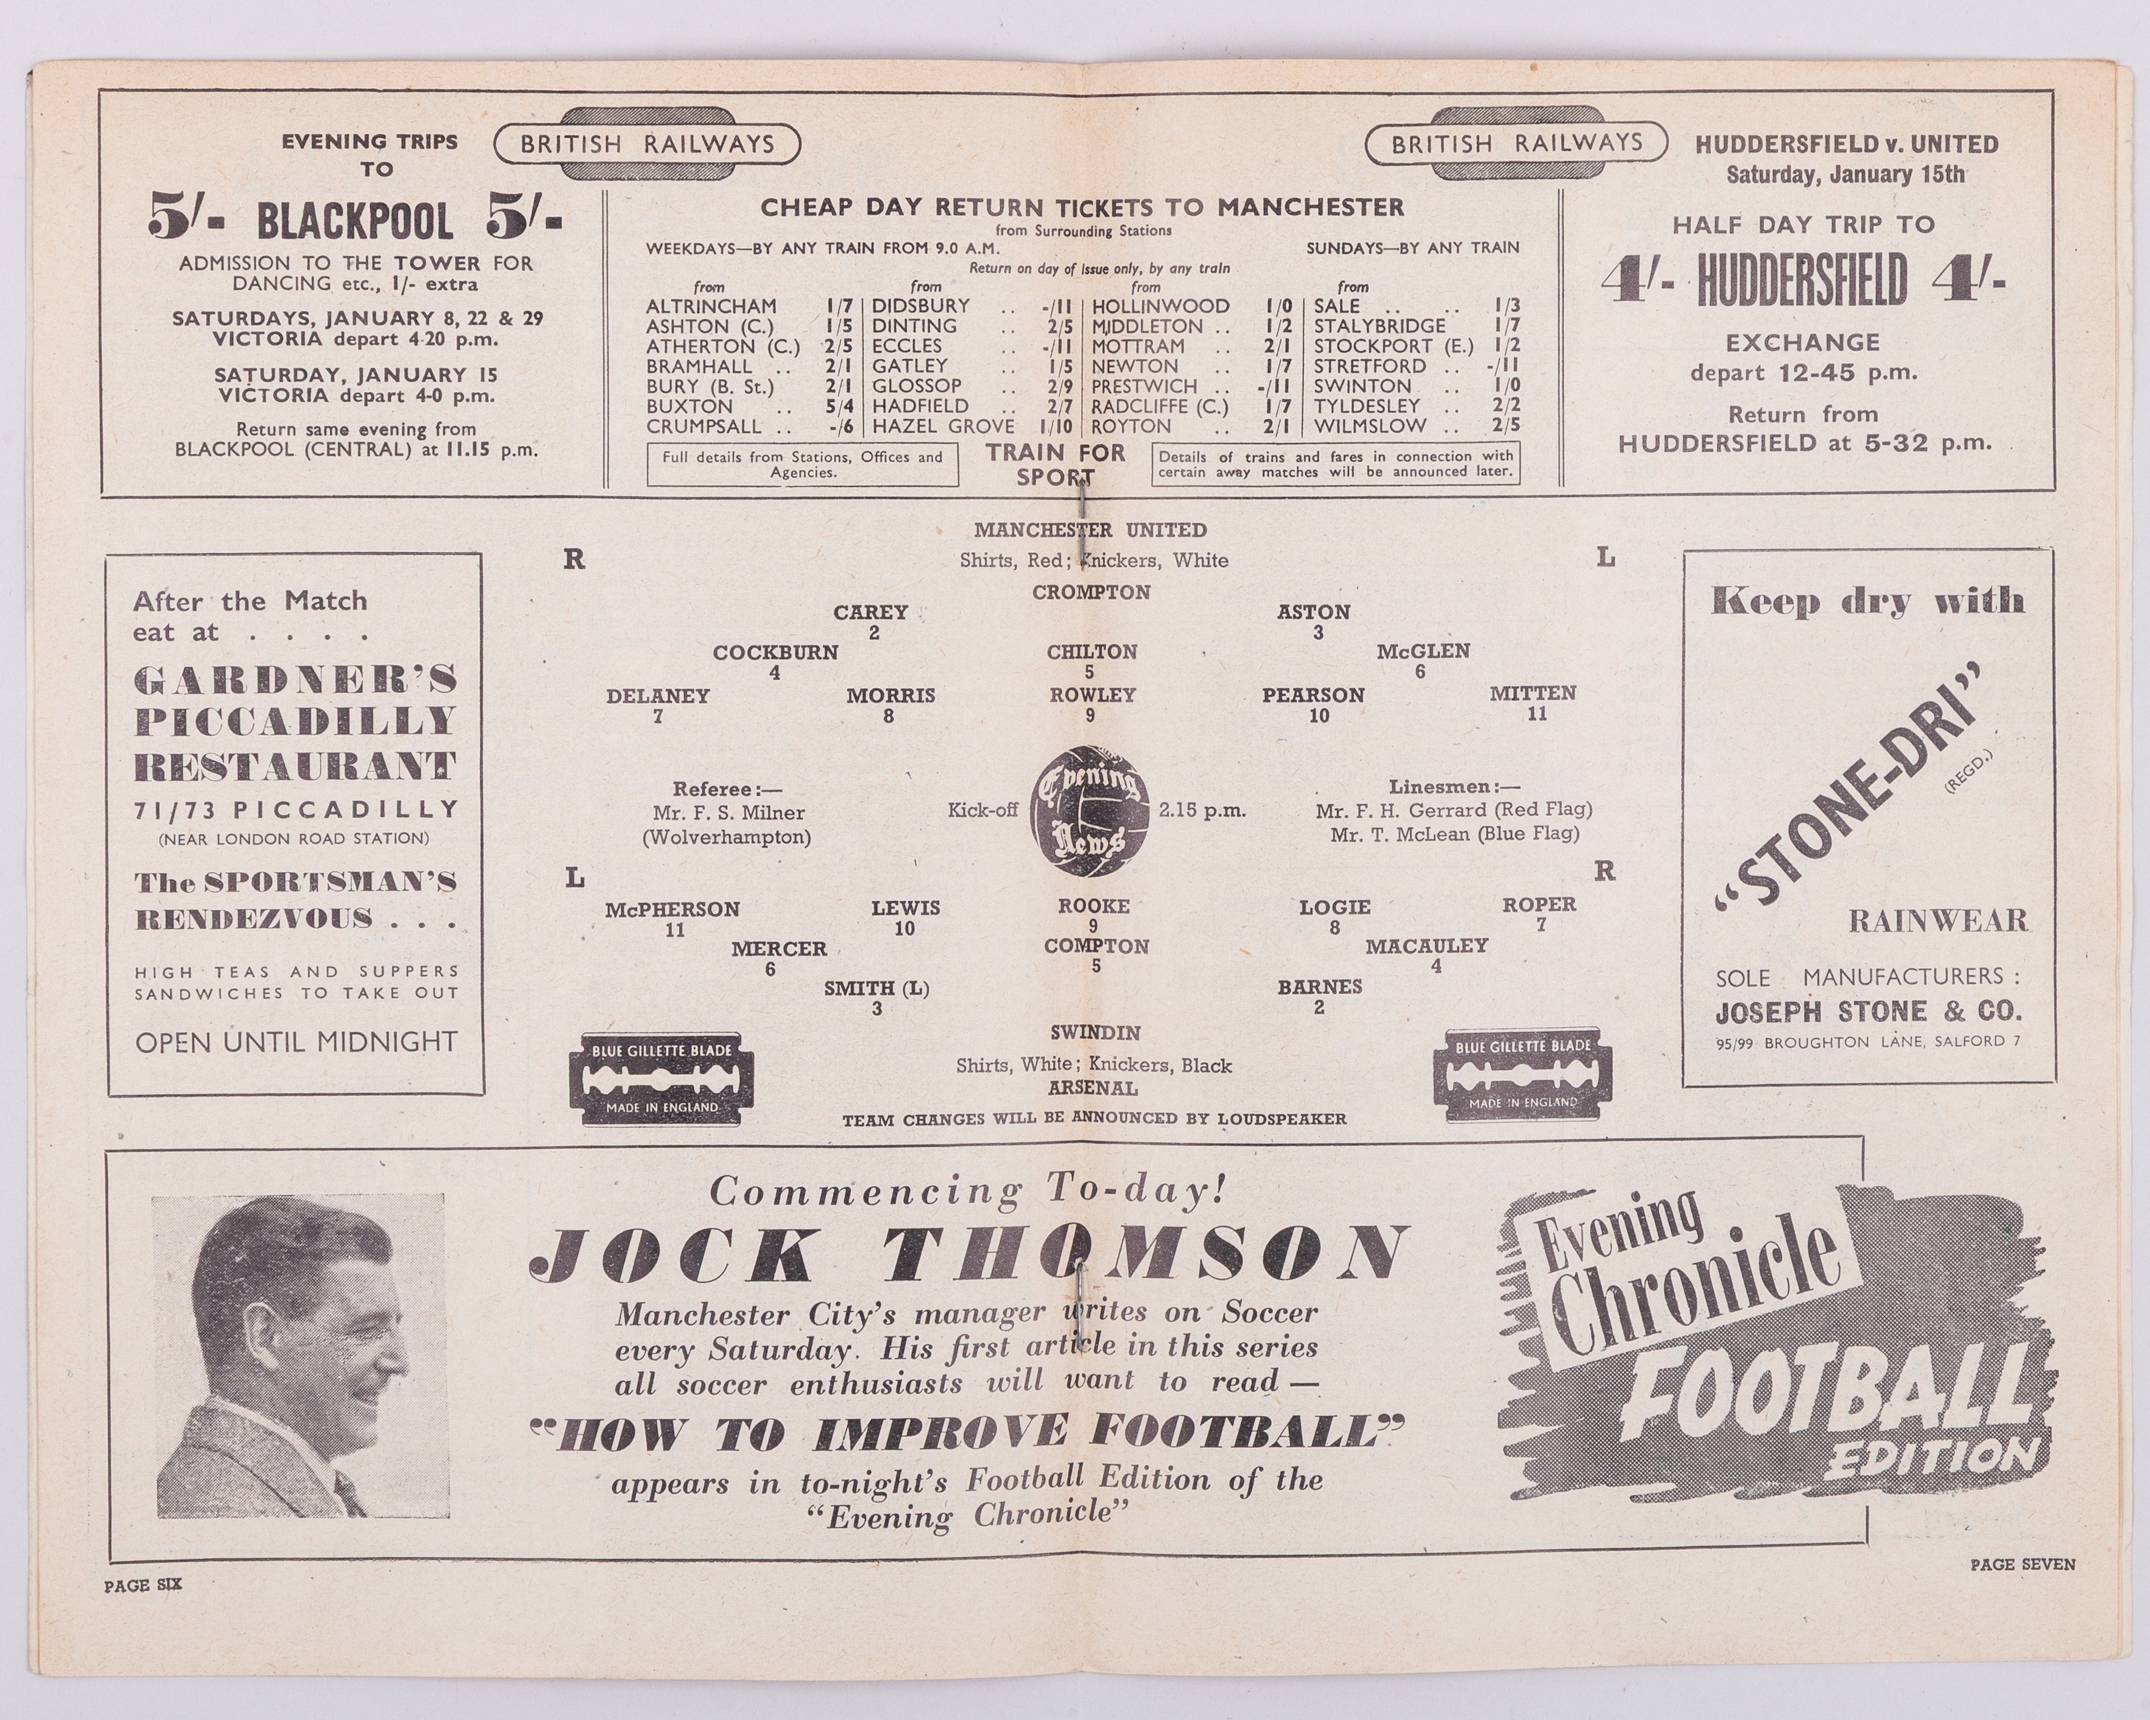 EVENING TRIPS
TO
5/- BLACKPOOL 5/-
ADMISSION TO THE TOWER FOR
DANCING etc., 1/- extra
SATURDAYS, JANUARY 8, 22 & 29
VICTORIA depart 4-20 p.m.
SATURDAY, JANUARY 15
VICTORIA depart 4-0 p.m.
Return same evening from
BLACKPOOL (CENTRAL) at 11.15 p.m.
BRITISH RAILWAYS
BRITISH RAILWAYS
CHEAP DAY RETURN TICKETS TO MANCHESTER
from Surrounding Stations
WEEKDAYS—BY ANY TRAIN FROM 9.0 A.M. SUNDAYS—BY ANY TRAIN
Return on day of issue only, by any train
from from from from
ALTRINCHAM 1/7 DIDSBURY .. -/11 HOLLINWOOD 1/0 SALE .. .. 1/3
ASHTON (C.) 1/5 DINTING .. 2/5 MIDDLETON .. 1/2 STALYBRIDGE 1/7
ATHERTON (C.) 2/5 ECCLES .. -/11 MOTTRAM .. 2/1 STOCKPORT (E.) 1/2
BRAMHALL .. 2/1 GATLEY .. 1/5 NEWTON .. 1/7 STRETFORD .. -/11
BURY (B. St.) 2/1 GLOSSOP .. 2/9 PRESTWICH .. -/11 SWINTON .. 1/0
BUXTON .. 5/4 HADFIELD .. 2/7 RADCLIFFE (C.) 1/7 TYLDESLEY .. 2/2
CRUMPSALL .. -/6 HAZEL GROVE 1/10 ROYTON .. 2/1 WILMSLOW .. 2/5
Full details from Stations, Offices and
Agencies.
TRAIN FOR
SPORT
Details of trains and fares in connection with
certain away matches will be announced later.
HUDDERSFIELD v. UNITED
Saturday, January 15th
HALF DAY TRIP TO
4/- HUDDERSFIELD 4/-
EXCHANGE
depart 12-45 p.m.
Return from
HUDDERSFIELD at 5-32 p.m.
After the Match
eat at . . . .
GARDNER'S
PICCADILLY
RESTAURANT
71/73 PICCADILLY
(NEAR LONDON ROAD STATION)
The SPORTSMAN'S
RENDEZVOUS . . .
HIGH TEAS AND SUPPERS
SANDWICHES TO TAKE OUT
OPEN UNTIL MIDNIGHT
MANCHESTER UNITED
R L
Shirts, Red; Knickers, White
CROMPTON
CAREY ASTON
2 3
COCKBURN CHILTON McGLEN
4 5 6
DELANEY MORRIS ROWLEY PEARSON MITTEN
7 8 9 10 11
Referee:—
Mr. F. S. Milner
(Wolverhampton)
Kick-off
Evening
News
2.15 p.m.
Linesmen:—
Mr. F. H. Gerrard (Red Flag)
Mr. T. McLean (Blue Flag)
L R
McPHERSON LEWIS ROOKE LOGIE ROPER
11 10 9 8 7
MERCER COMPTON MACAULEY
6 5 4
SMITH (L) BARNES
3 2
SWINDIN
Shirts, White; Knickers, Black
ARSENAL
TEAM CHANGES WILL BE ANNOUNCED BY LOUDSPEAKER
BLUE GILLETTE BLADE
MADE IN ENGLAND
BLUE GILLETTE BLADE
MADE IN ENGLAND
Keep dry with
"STONE-DRI"
(REGD.)
RAINWEAR
SOLE MANUFACTURERS:
JOSEPH STONE & CO.
95/99 BROUGHTON LANE, SALFORD 7
Commencing To-day!
JOCK THOMSON
Manchester City's manager writes on Soccer
every Saturday. His first article in this series
all soccer enthusiasts will want to read —
"HOW TO IMPROVE FOOTBALL"
appears in to-night's Football Edition of the
"Evening Chronicle"
Evening
Chronicle
FOOTBALL
EDITION
PAGE SIX
PAGE SEVEN